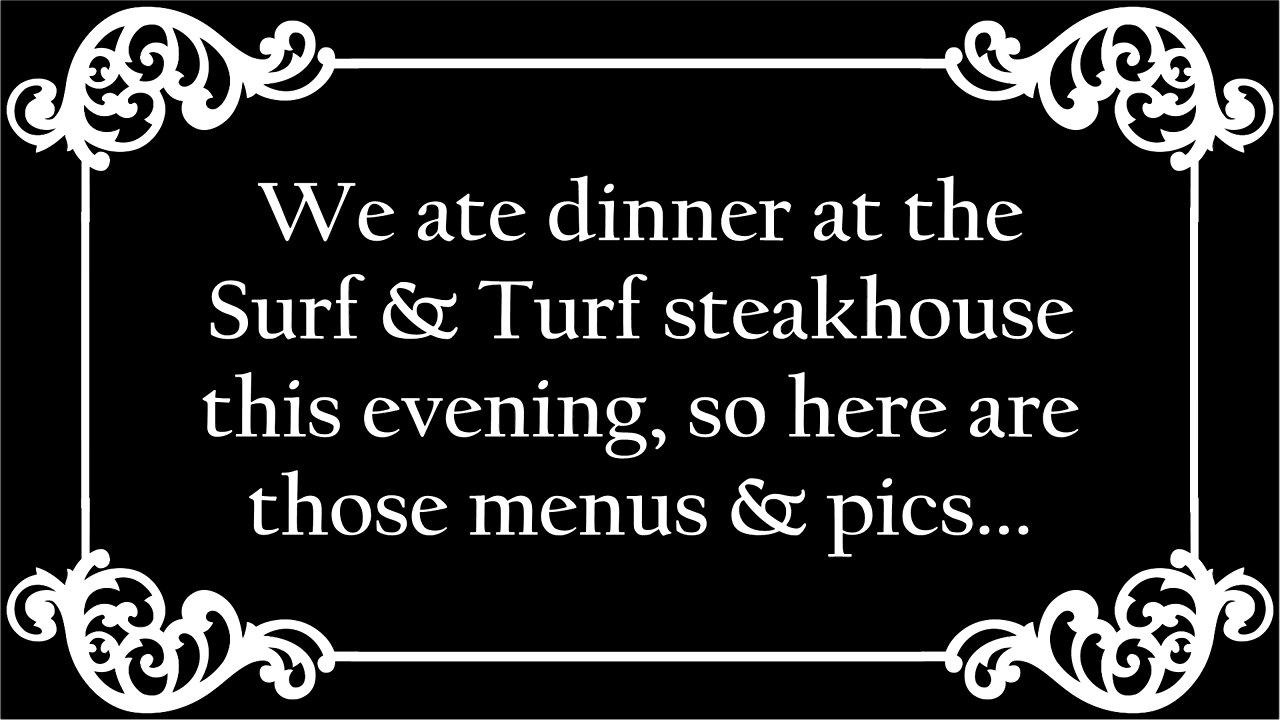 We ate dinner at the
Surf & Turf steakhouse
this evening, so here are
those menus & pics...